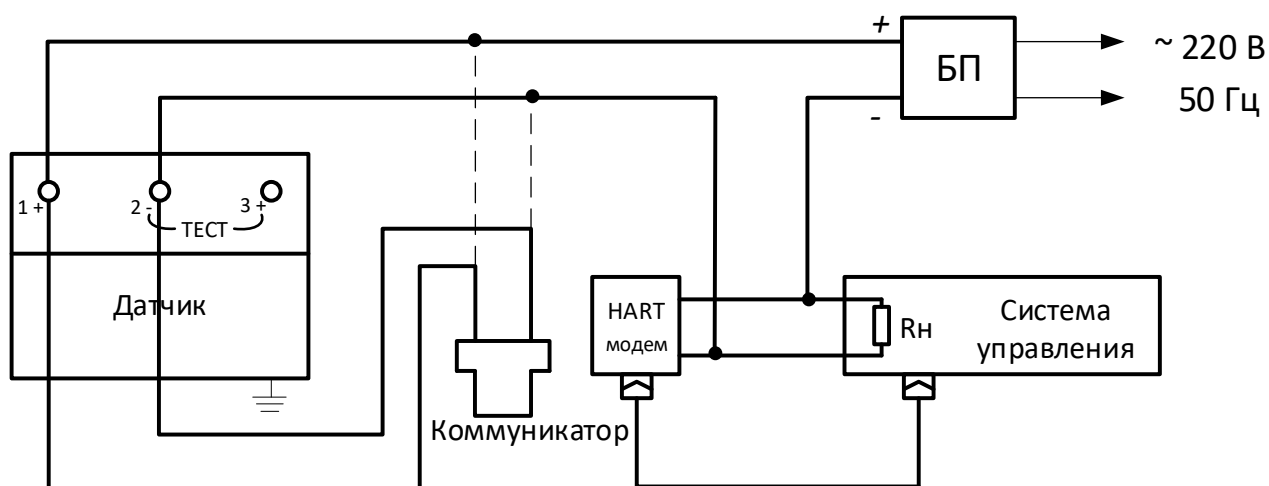 +
БП
-
~ 220 В
50 Гц
1 +
2 -
3 +
ТЕСТ
Датчик
Коммуникатор
HART
модем
Rн
Система
управления